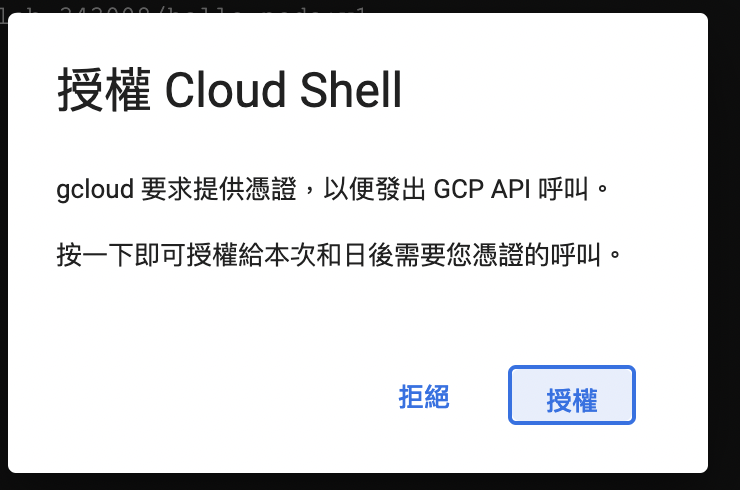 授權 Cloud Shell
gcloud 要求提供憑證，以便發出 GCP API 呼叫。
按一下即可授權給本次和日後需要您憑證的呼叫。
拒絕
授權